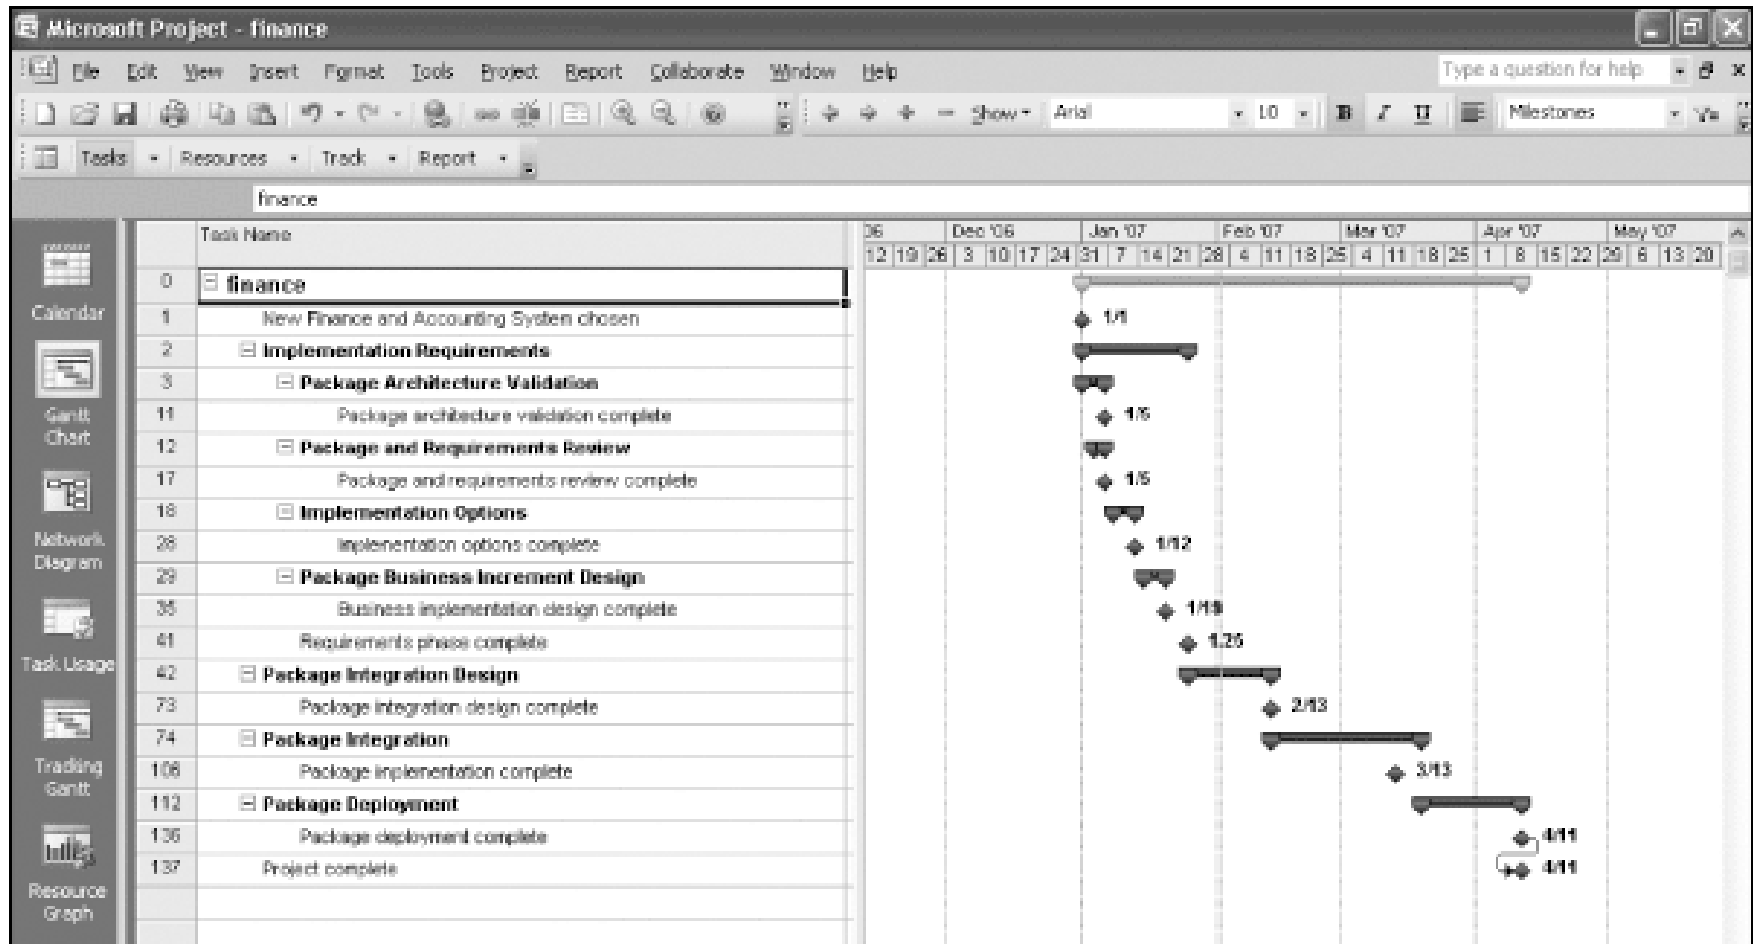 Microsoft Project - finance
File Edit View Insert Format Tools Project Report Collaborate Window Help Type a question for help
Show Arial 10 B I U Milestones
Tasks Resources Track Report
finance
Task Name 06 Dec '06 Jan '07 Feb '07 Mar '07 Apr '07 May '07
12 19 26 3 10 17 24 31 7 14 21 28 4 11 18 25 4 11 18 25 1 8 15 22 29 6 13 20
0 finance
1 New Finance and Accounting System chosen 1/1
2 Implementation Requirements
3 Package Architecture Validation
11 Package architecture validation complete 1/5
12 Package and Requirements Review
17 Package and requirements review complete 1/5
18 Implementation Options
28 Implementation options complete 1/12
29 Package Business Increment Design
35 Business implementation design complete 1/19
41 Requirements phase complete 1.25
42 Package Integration Design
73 Package integration design complete 2/13
74 Package Integration
Package implementation complete 3/13
112 Package Deployment
136 Package deployment complete 4/11
137 Project complete 4/11
Calendar
Gantt
Chart
Network
Diagram
Task Usage
Tracking
Gantt
Resource
Graph